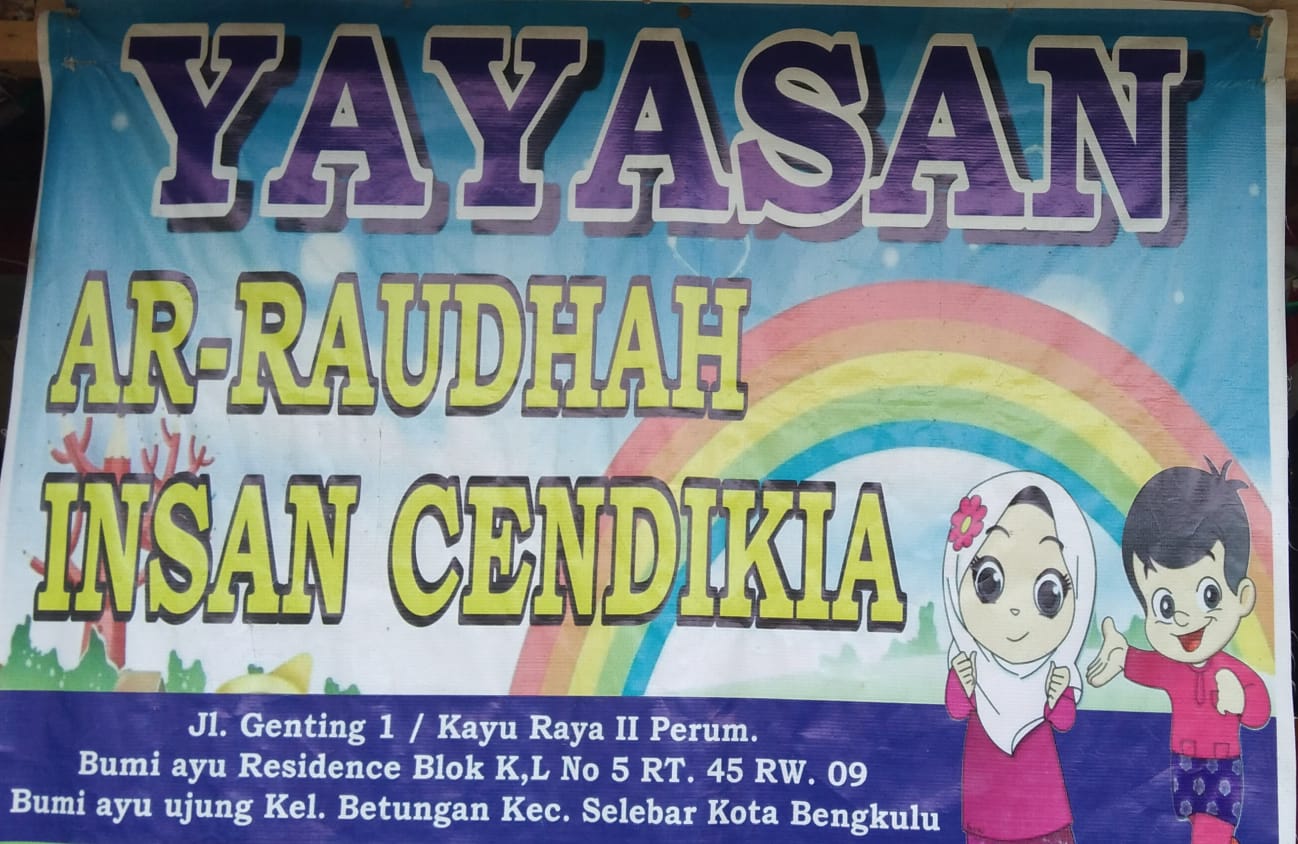 YAYASAN
AR-RAUDHAH
INSAN CENDIKIA
Jl. Genting 1 / Kayu Raya II Perum.
Bumi ayu Residence Blok K,L No 5 RT. 45 RW. 09
Bumi ayu ujung Kel. Betungan Kec. Selebar Kota Bengkulu